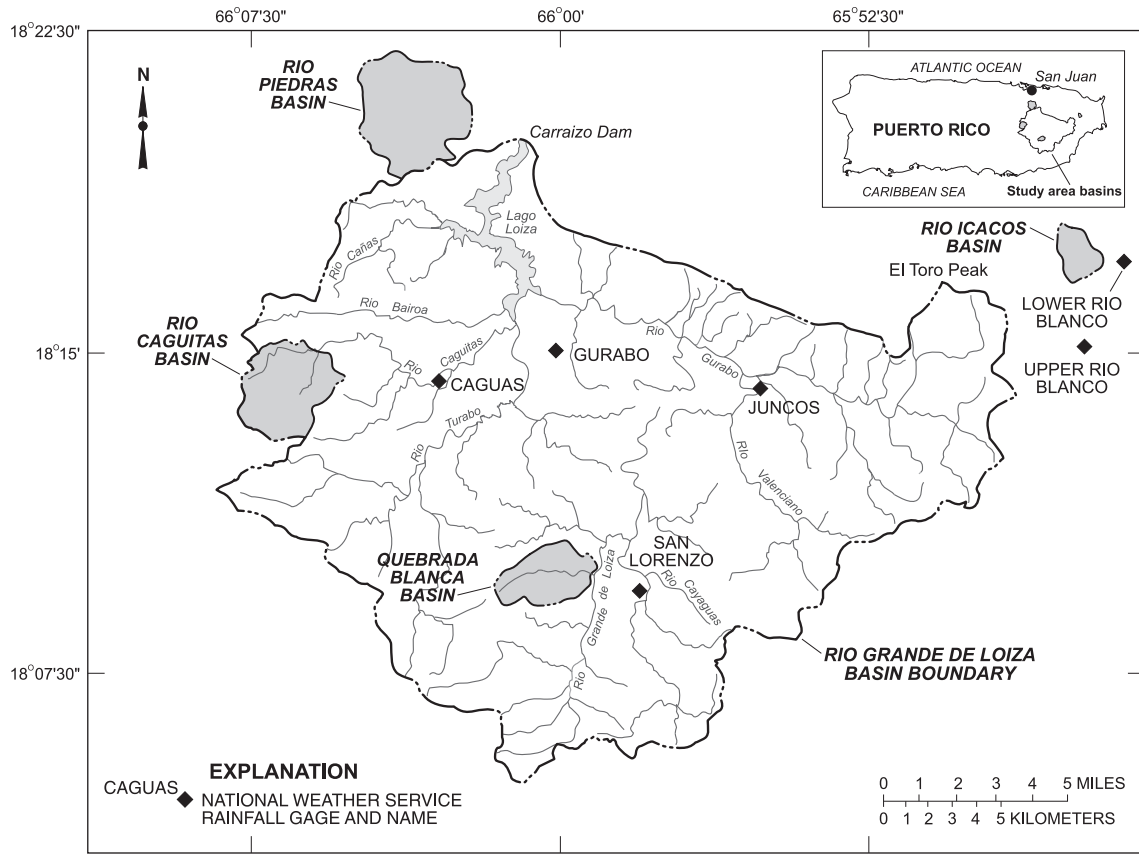 66°07'30"
66°00'
65°52'30"
18°22'30"
N
RIO
PIEDRAS
BASIN
Carraizo Dam
ATLANTIC OCEAN
San Juan
PUERTO RICO
CARIBBEAN SEA
Study area basins
RIO ICACOS
BASIN
El Toro Peak
LOWER RIO
BLANCO
UPPER RIO
BLANCO
Lago
Loiza
Rio Cañas
Rio Bairoa
RIO
CAGUITAS
BASIN
18°15'
Rio Caguitas
CAGUAS
GURABO
Rio Gurabo
JUNCOS
Rio Turabo
Rio Valenciano
QUEBRADA
BLANCA
BASIN
SAN
LORENZO
Rio Cayaguas
Rio Grande de Loiza
RIO GRANDE DE LOIZA
BASIN BOUNDARY
18°07'30"
EXPLANATION
CAGUAS
NATIONAL WEATHER SERVICE
RAINFALL GAGE AND NAME
0 1 2 3 4 5 MILES
0 1 2 3 4 5 KILOMETERS